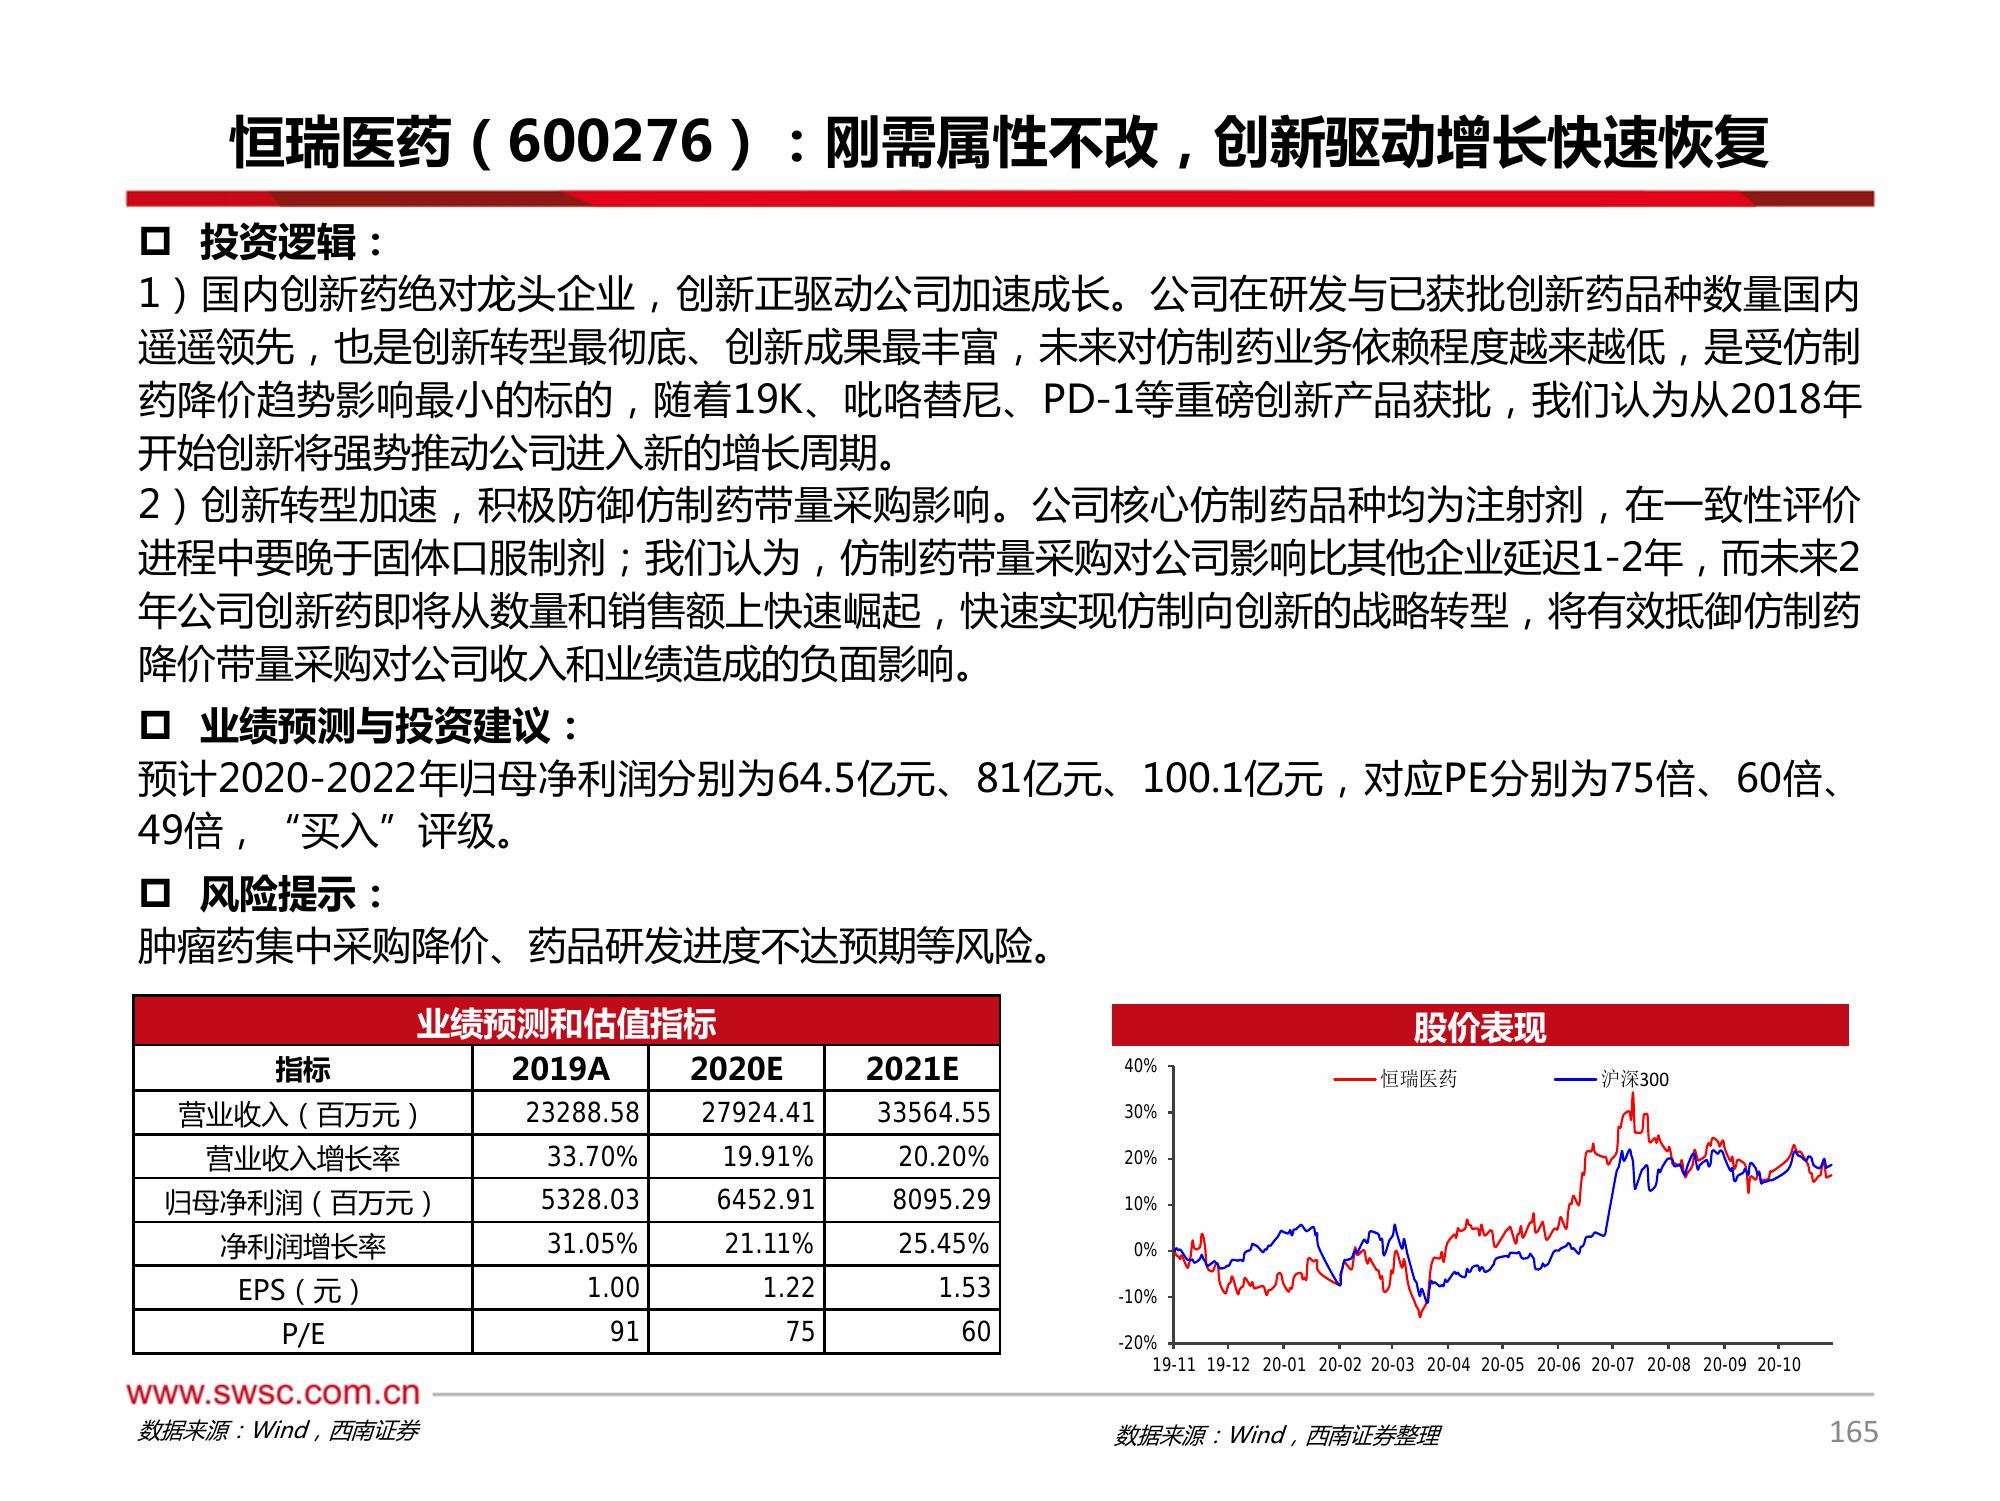 恒瑞医药（600276）：刚需属性不改，创新驱动增长快速恢复
投资逻辑：
1）国内创新药绝对龙头企业，创新正驱动公司加速成长。公司在研发与已获批创新药品种数量国内
遥遥领先，也是创新转型最彻底、创新成果最丰富，未来对仿制药业务依赖程度越来越低，是受仿制
药降价趋势影响最小的标的，随着19K、吡咯替尼、PD-1等重磅创新产品获批，我们认为从2018年
开始创新将强势推动公司进入新的增长周期。
2）创新转型加速，积极防御仿制药带量采购影响。公司核心仿制药品种均为注射剂，在一致性评价
进程中要晚于固体口服制剂；我们认为，仿制药带量采购对公司影响比其他企业延迟1-2年，而未来2
年公司创新药即将从数量和销售额上快速崛起，快速实现仿制向创新的战略转型，将有效抵御仿制药
降价带量采购对公司收入和业绩造成的负面影响。
业绩预测与投资建议：
预计2020-2022年归母净利润分别为64.5亿元、81亿元、100.1亿元，对应PE分别为75倍、60倍、
49倍，“买入”评级。
风险提示：
肿瘤药集中采购降价、药品研发进度不达预期等风险。
业绩预测和估值指标
指标 2019A 2020E 2021E
营业收入（百万元） 23288.58 27924.41 33564.55
营业收入增长率 33.70% 19.91% 20.20%
归母净利润（百万元） 5328.03 6452.91 8095.29
净利润增长率 31.05% 21.11% 25.45%
EPS（元） 1.00 1.22 1.53
P/E 91 75 60
股价表现
恒瑞医药 沪深300
40%
30%
20%
10%
0%
-10%
-20%
19-11 19-12 20-01 20-02 20-03 20-04 20-05 20-06 20-07 20-08 20-09 20-10
www.swsc.com.cn
数据来源：Wind，西南证券
数据来源：Wind，西南证券整理
165